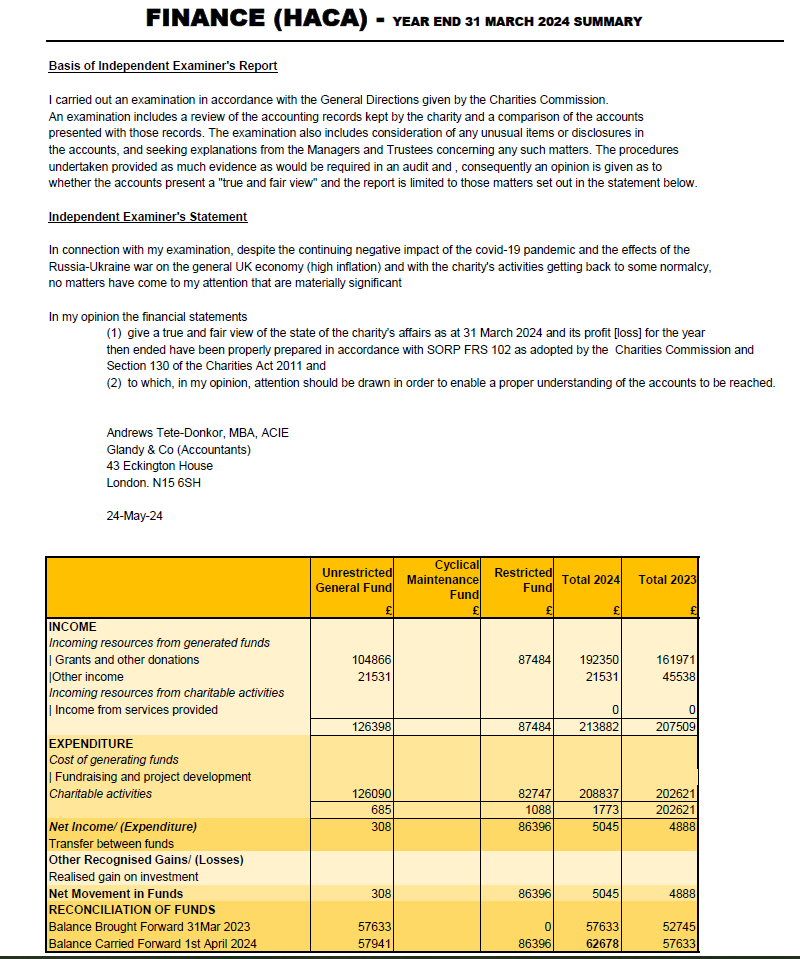 FINANCE (HACA) - YEAR END 31 MARCH 2024 SUMMARY
Basis of Independent Examiner's Report
I carried out an examination in accordance with the General Directions given by the Charities Commission.
An examination includes a review of the accounting records kept by the charity and a comparison of the accounts
presented with those records. The examination also includes consideration of any unusual items or disclosures in
the accounts, and seeking explanations from the Managers and Trustees concerning any such matters. The procedures
undertaken provided as much evidence as would be required in an audit and , consequently an opinion is given as to
whether the accounts present a "true and fair view" and the report is limited to those matters set out in the statement below.
Independent Examiner's Statement
In connection with my examination, despite the continuing negative impact of the covid-19 pandemic and the effects of the
Russia-Ukraine war on the general UK economy (high inflation) and with the charity's activities getting back to some normalcy,
no matters have come to my attention that are materially significant
In my opinion the financial statements
(1) give a true and fair view of the state of the charity's affairs as at 31 March 2024 and its profit [loss] for the year
then ended have been properly prepared in accordance with SORP FRS 102 as adopted by the Charities Commission and
Section 130 of the Charities Act 2011 and
(2) to which, in my opinion, attention should be drawn in order to enable a proper understanding of the accounts to be reached.
Andrews Tete-Donkor, MBA, ACIE
Glandy & Co (Accountants)
43 Eckington House
London. N15 6SH
24-May-24
Unrestricted General Fund Cyclical Maintenance Fund Restricted Fund Total 2024 Total 2023
£ £ £ £ £
INCOME
Incoming resources from generated funds
| Grants and other donations 104866 87484 192350 161971
|Other income 21531 21531 45538
Incoming resources from charitable activities
| Income from services provided 0 0
126398 87484 213882 207509
EXPENDITURE
Cost of generating funds
| Fundraising and project development
Charitable activities 126090 82747 208837 202621
685 1088 1773 202621
Net Income/ (Expenditure) 308 86396 5045 4888
Transfer between funds
Other Recognised Gains/ (Losses)
Realised gain on investment
Net Movement in Funds 308 86396 5045 4888
RECONCILIATION OF FUNDS
Balance Brought Forward 31Mar 2023 57633 0 57633 52745
Balance Carried Forward 1st April 2024 57941 86396 62678 57633